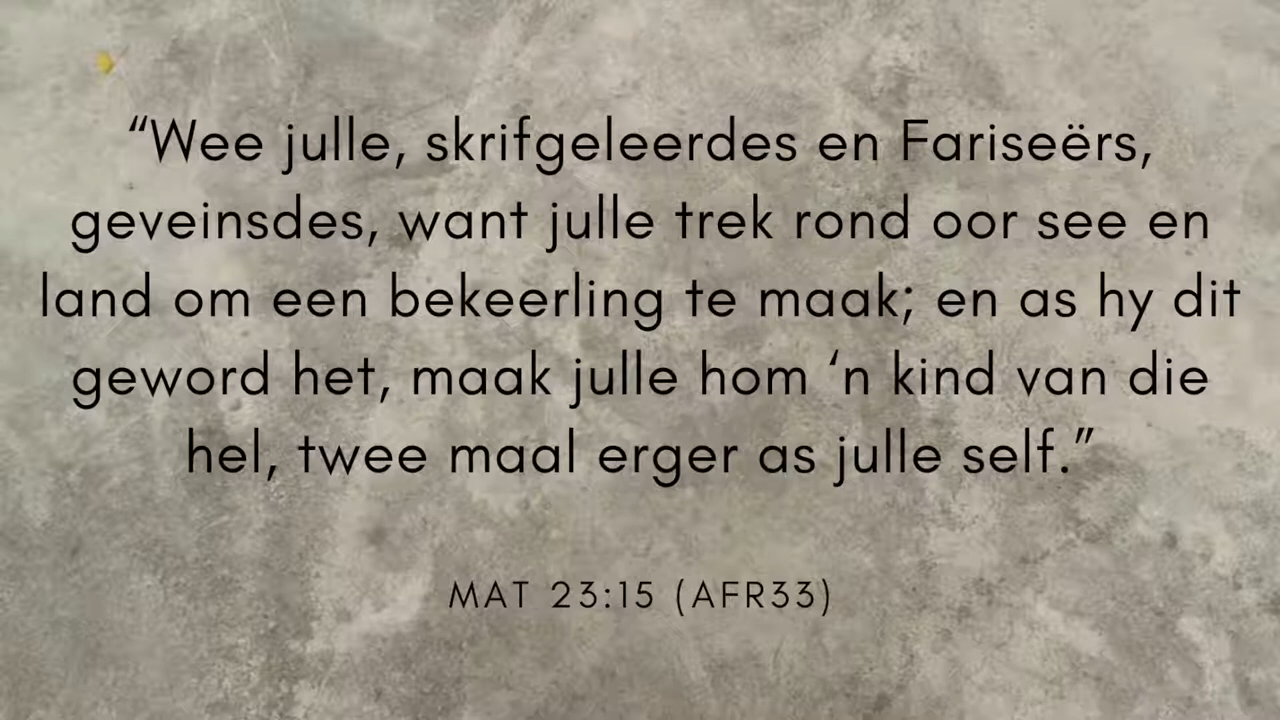 “Wee julle, skrifgeleerdes en Fariseërs,
geveinsdes, want julle trek rond oor see en
land om een bekeerling te maak; en as hy dit
geword het, maak julle hom ‘n kind van die
hel, twee maal erger as julle self.”
MAT 23:15 (AFR33)